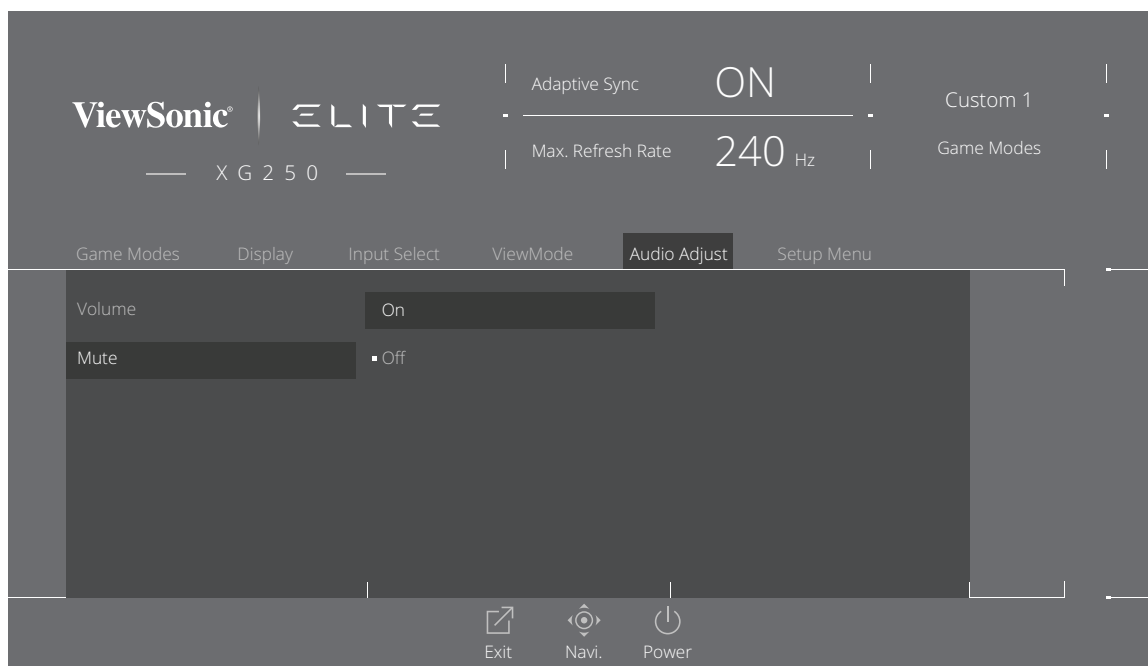 ViewSonic® ELITE
XG250
Adaptive Sync ON
Max. Refresh Rate 240 Hz
Custom 1
Game Modes
Game Modes Display Input Select ViewMode Audio Adjust Setup Menu
Volume On
Mute Off
Exit Navi. Power